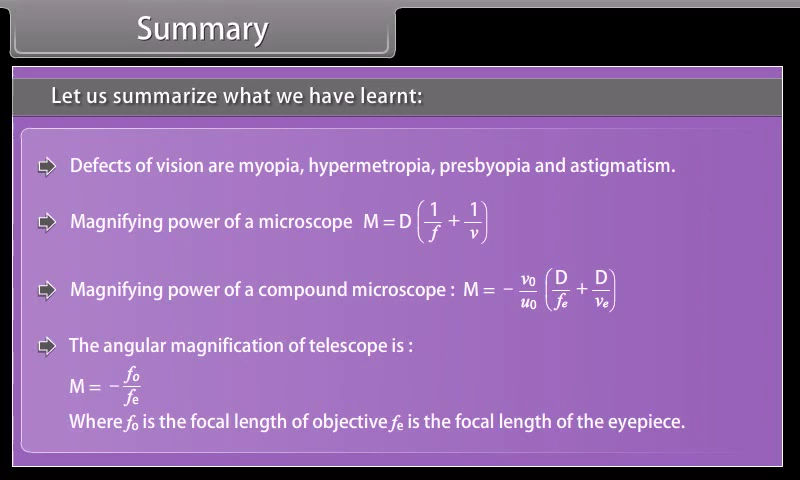 Summary
Let us summarize what we have learnt:
Defects of vision are myopia, hypermetropia, presbyopia and astigmatism.
Magnifying power of a microscope M = D (1/f + 1/v)
Magnifying power of a compound microscope : M = − v₀/u₀ (D/fₑ + D/vₑ)
The angular magnification of telescope is :
M = − fₒ/fₑ
Where fₒ is the focal length of objective fₑ is the focal length of the eyepiece.